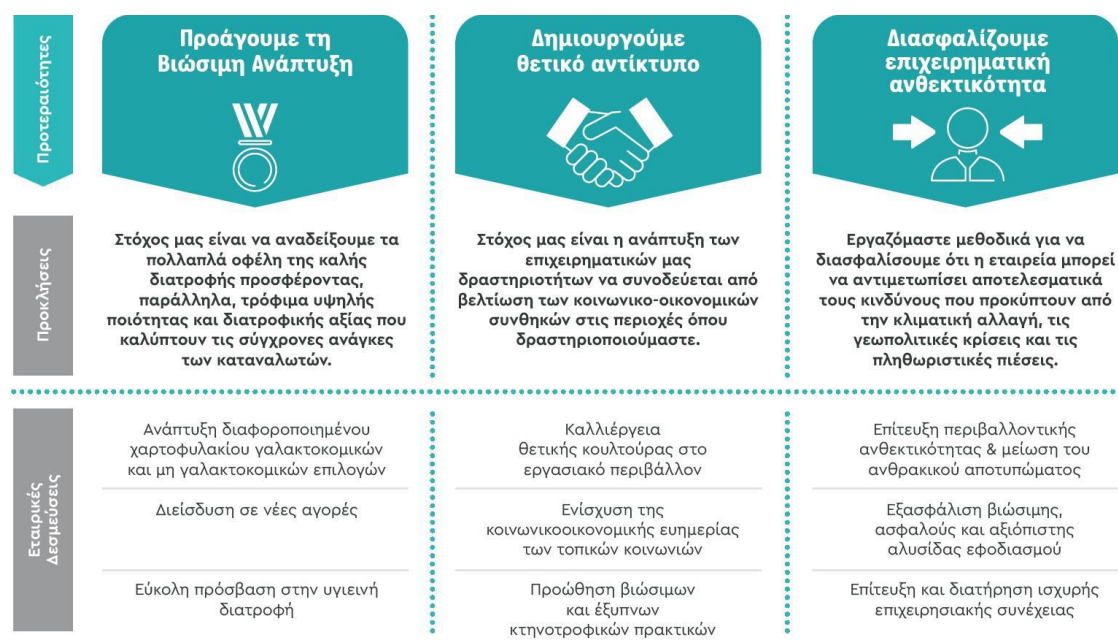 Προτεραιότητες
Προάγουμε τη
Βιώσιμη Ανάπτυξη
Δημιουργούμε
θετικό αντίκτυπο
Διασφαλίζουμε
επιχειρηματική
ανθεκτικότητα
Προκλήσεις
Στόχος μας είναι να αναδείξουμε τα
πολλαπλά οφέλη της καλής
διατροφής προσφέροντας,
παράλληλα, τρόφιμα υψηλής
ποιότητας και διατροφικής αξίας που
καλύπτουν τις σύγχρονες ανάγκες
των καταναλωτών.
Στόχος μας είναι η ανάπτυξη των
επιχειρηματικών μας
δραστηριοτήτων να συνοδεύεται από
βελτίωση των κοινωνικο-οικονομικών
συνθηκών στις περιοχές όπου
δραστηριοποιούμαστε.
Εργαζόμαστε μεθοδικά για να
διασφαλίσουμε ότι η εταιρεία μπορεί
να αντιμετωπίσει αποτελεσματικά
τους κινδύνους που προκύπτουν από
την κλιματική αλλαγή, τις
γεωπολιτικές κρίσεις και τις
πληθωριστικές πιέσεις.
Εταιρικές
Δεσμεύσεις
Ανάπτυξη διαφοροποιημένου
χαρτοφυλακίου γαλακτοκομικών
και μη γαλακτοκομικών επιλογών
Καλλιέργεια
θετικής κουλτούρας στο
εργασιακό περιβάλλον
Επίτευξη περιβαλλοντικής
ανθεκτικότητας & μείωση του
ανθρακικού αποτυπώματος
Διείσδυση σε νέες αγορές
Ενίσχυση της
κοινωνικοοικονομικής ευημερίας
των τοπικών κοινωνιών
Εξασφάλιση βιώσιμης,
ασφαλούς και αξιόπιστης
αλυσίδας εφοδιασμού
Εύκολη πρόσβαση στην υγιεινή
διατροφή
Προώθηση βιώσιμων
και έξυπνων
κτηνοτροφικών πρακτικών
Επίτευξη και διατήρηση ισχυρής
επιχειρησιακής συνέχειας